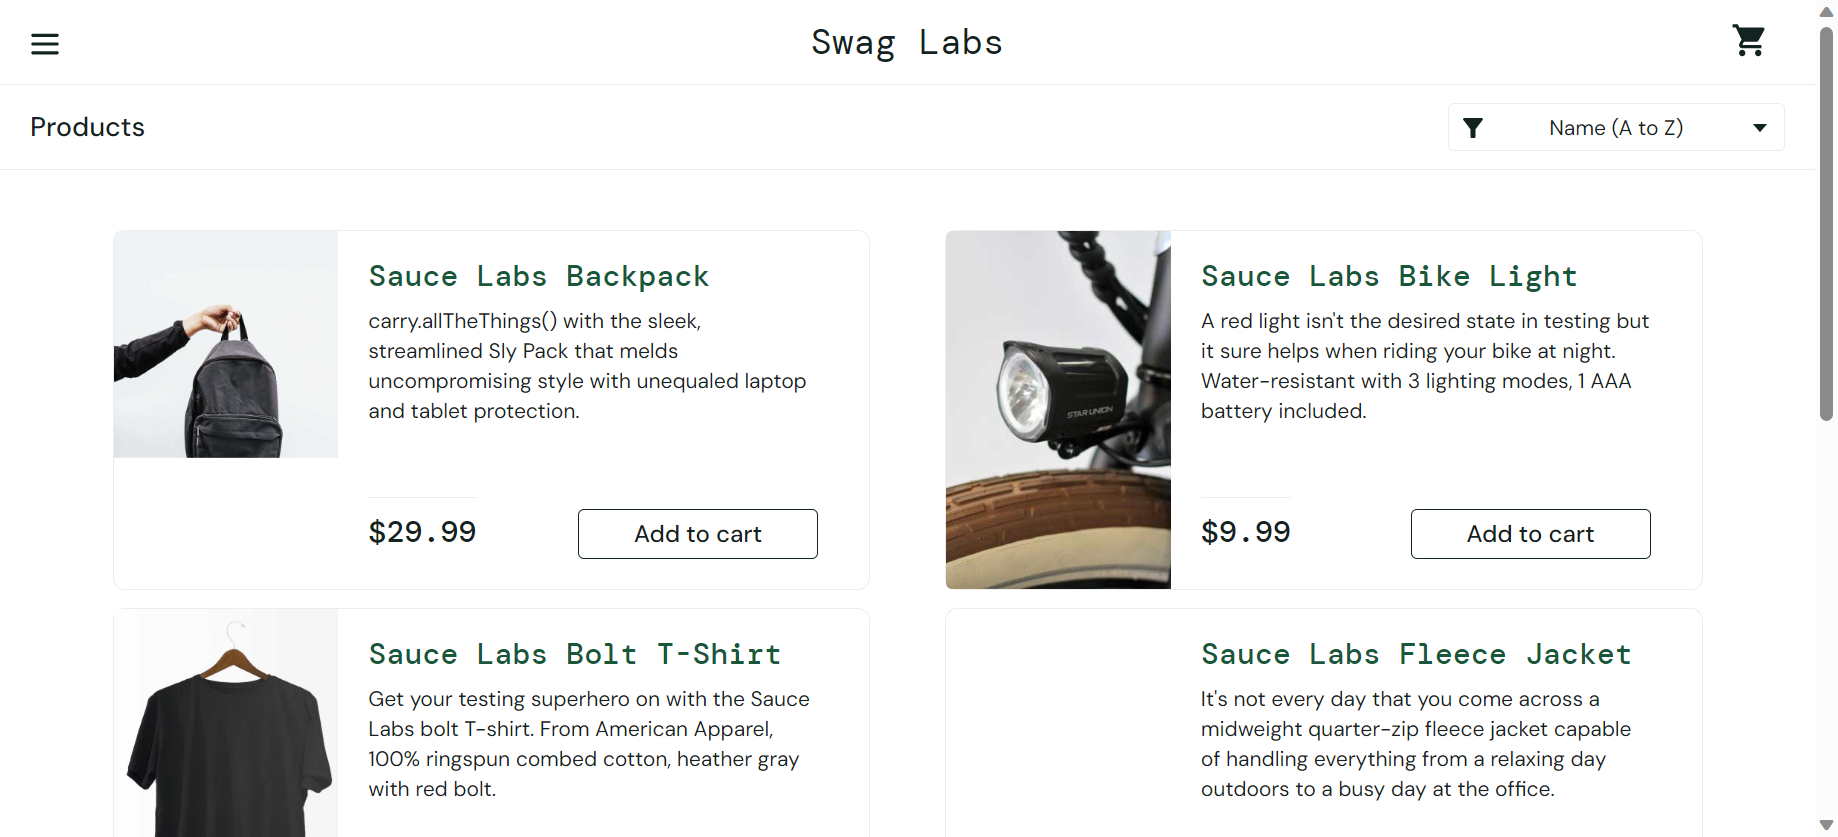 Swag Labs
Products
Name (A to Z)
Sauce Labs Backpack
carry.allTheThings() with the sleek,
streamlined Sly Pack that melds
uncompromising style with unequaled laptop
and tablet protection.
$29.99
Add to cart
Sauce Labs Bike Light
A red light isn't the desired state in testing but
it sure helps when riding your bike at night.
Water-resistant with 3 lighting modes, 1 AAA
battery included.
STAR UNION
$9.99
Add to cart
Sauce Labs Bolt T-Shirt
Get your testing superhero on with the Sauce
Labs bolt T-shirt. From American Apparel,
100% ringspun combed cotton, heather gray
with red bolt.
Sauce Labs Fleece Jacket
It's not every day that you come across a
midweight quarter-zip fleece jacket capable
of handling everything from a relaxing day
outdoors to a busy day at the office.